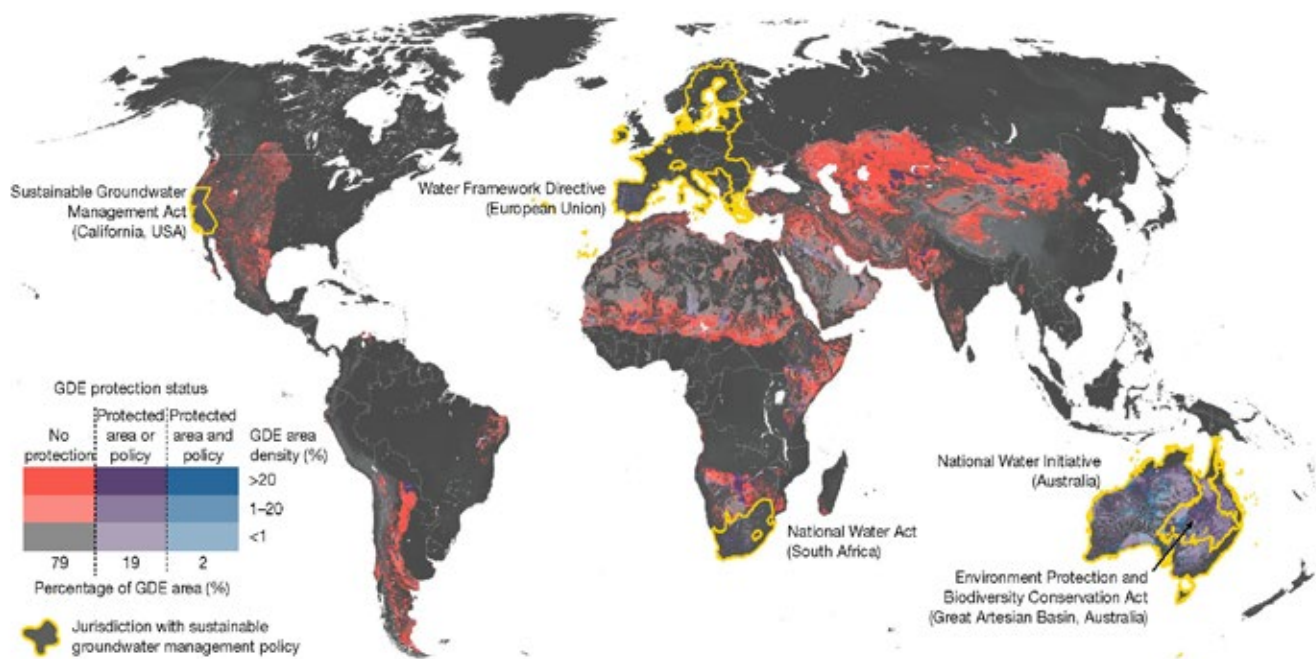 Sustainable Groundwater
Management Act
(California, USA)
Water Framework Directive
(European Union)
GDE protection status
No
protection
Protected
area or
policy
Protected
area and
policy
GDE area
density (%)
>20
1–20
<1
79 19 2
Percentage of GDE area (%)
Jurisdiction with sustainable
groundwater management policy
National Water Act
(South Africa)
National Water Initiative
(Australia)
Environment Protection and
Biodiversity Conservation Act
(Great Artesian Basin, Australia)